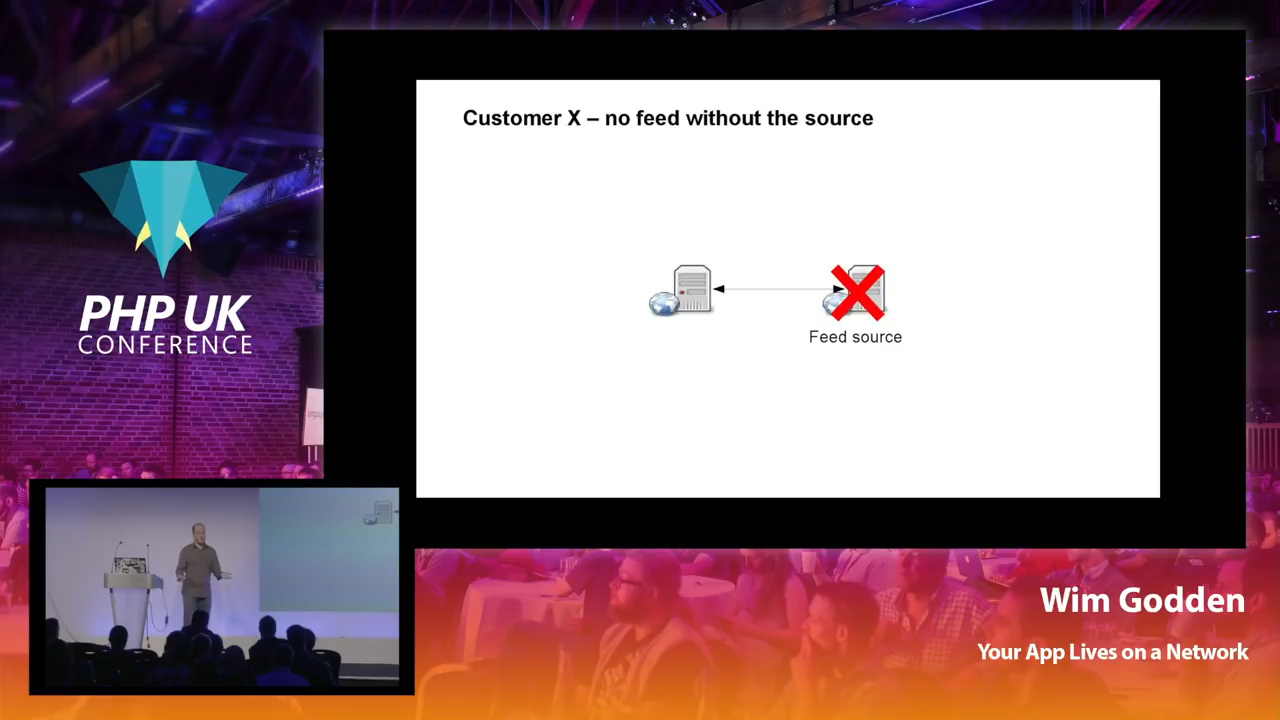 Customer X – no feed without the source
Feed source
PHP UK
CONFERENCE
Wim Godden
Your App Lives on a Network